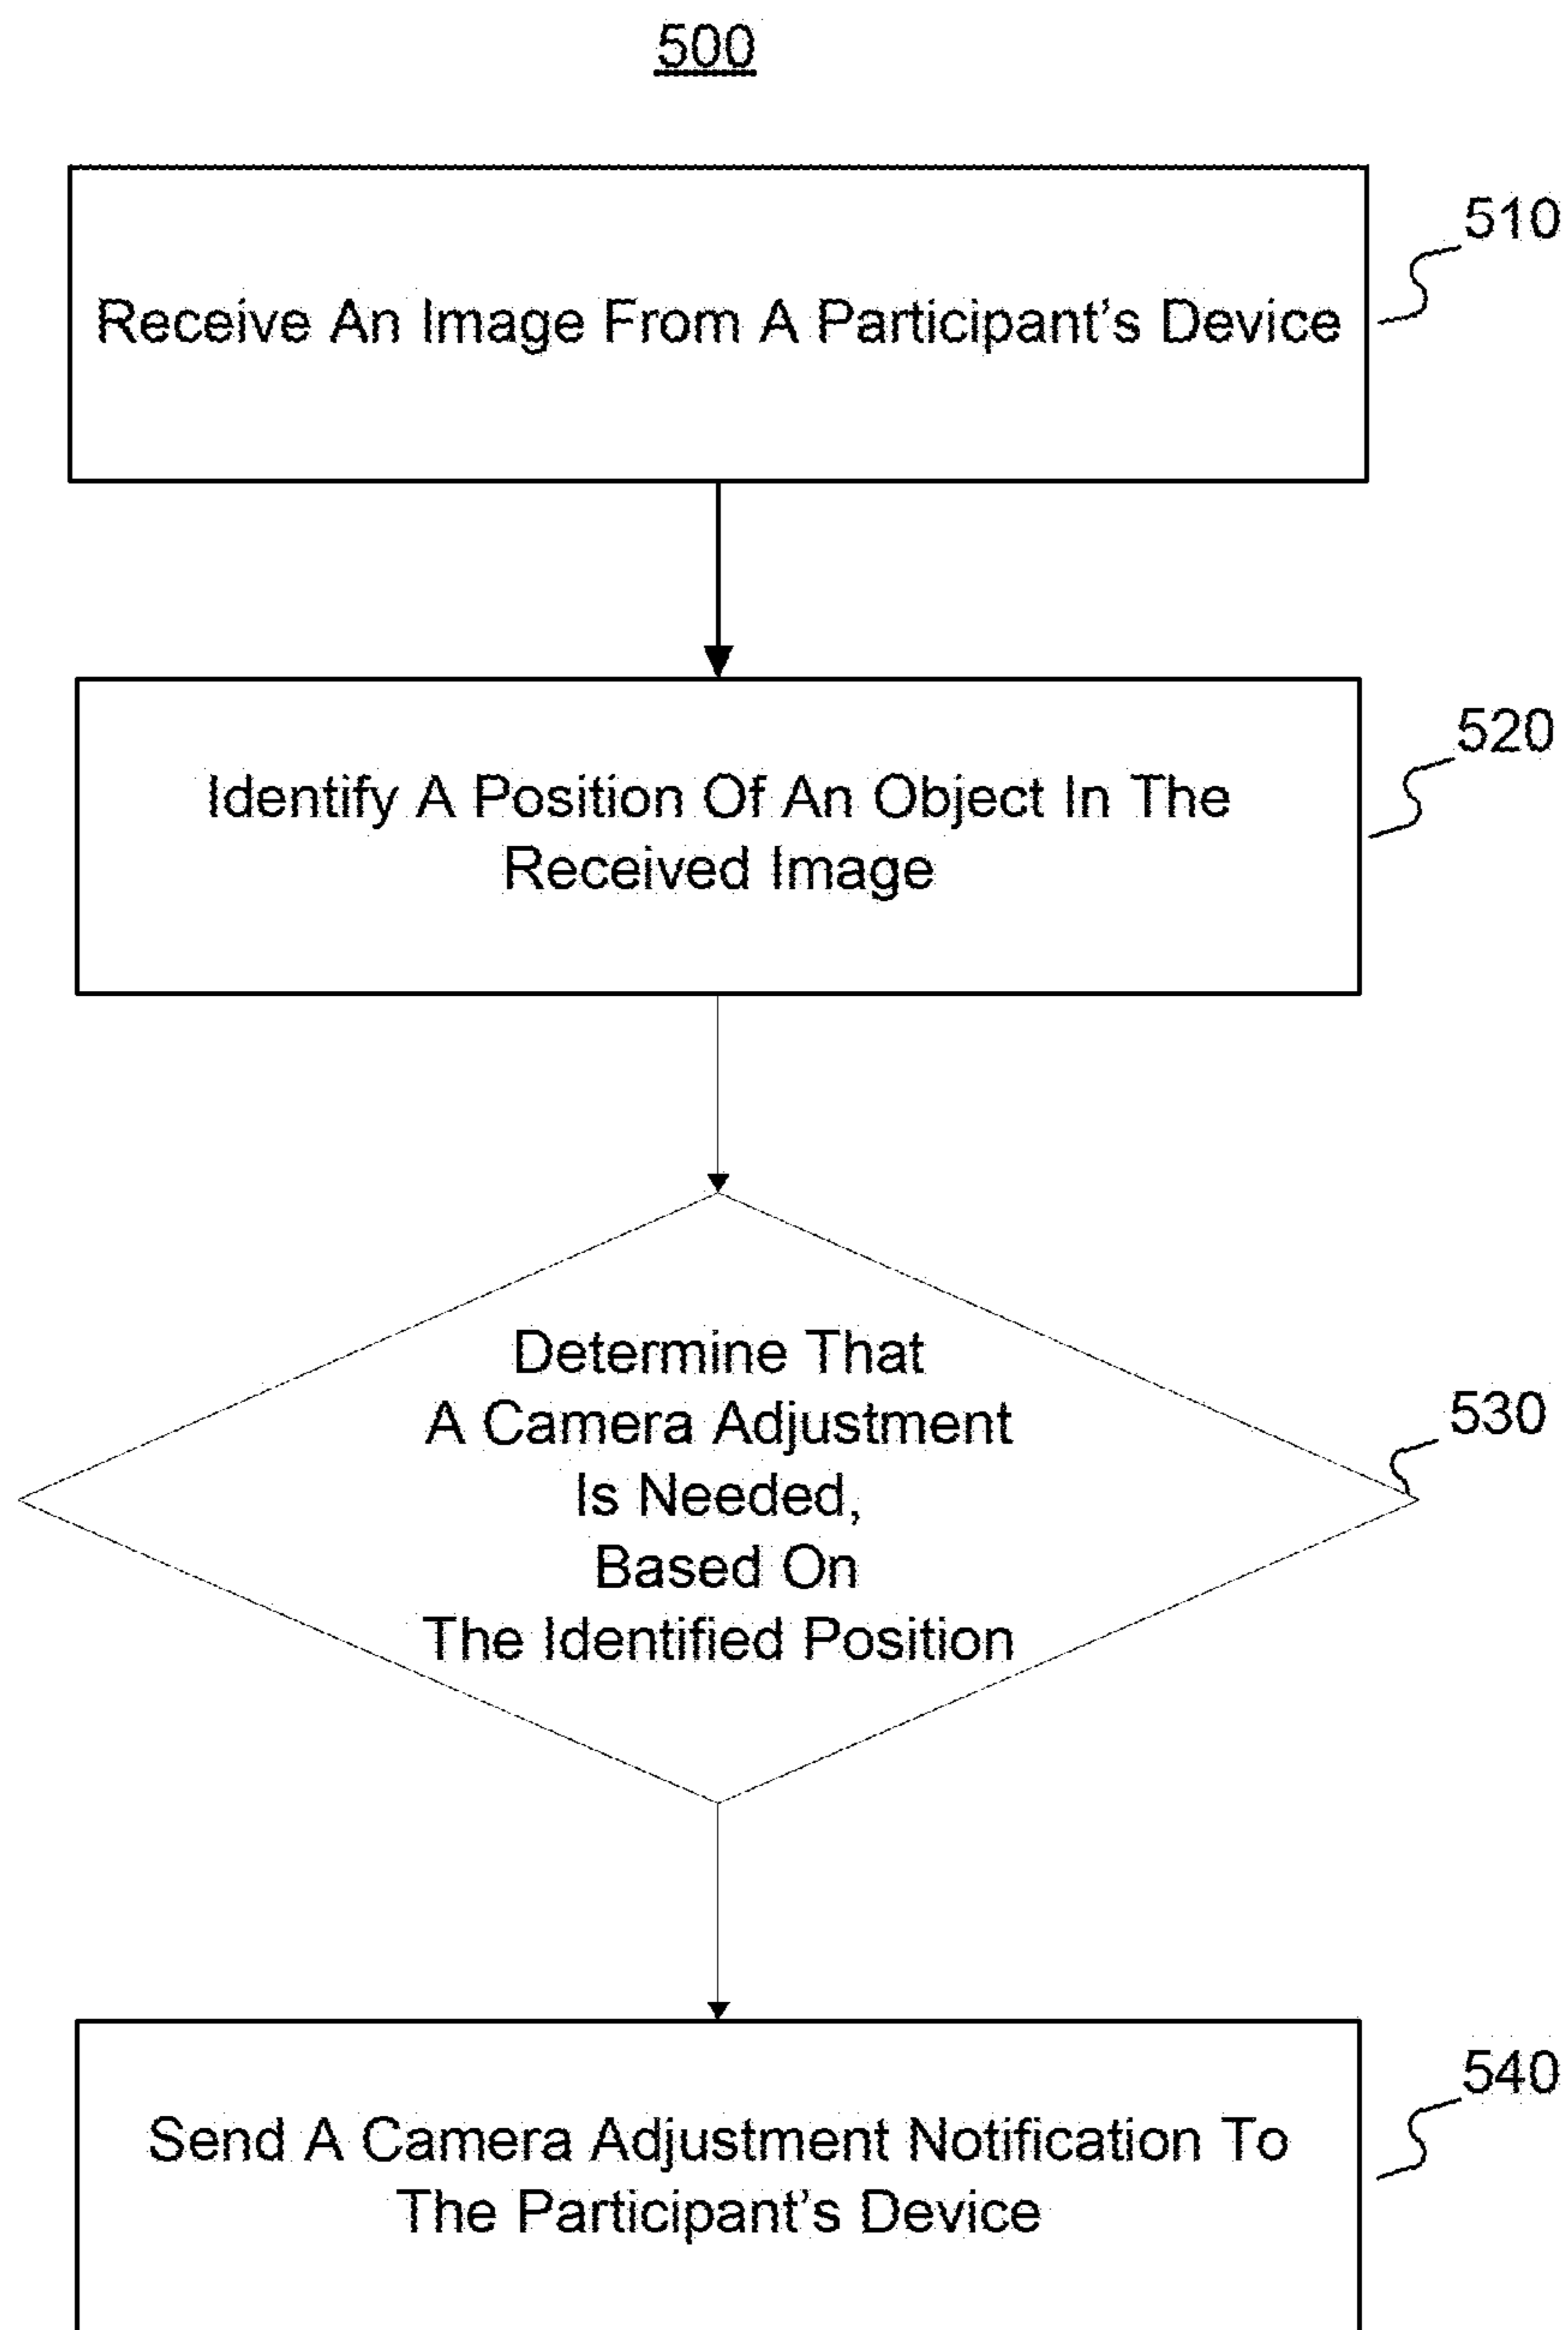 500
510
Receive An Image From A Participant's Device
520
Identify A Position Of An Object In The
Received Image
530
Determine That
A Camera Adjustment
Is Needed,
Based On
The Identified Position
540
Send A Camera Adjustment Notification To
The Participant's Device